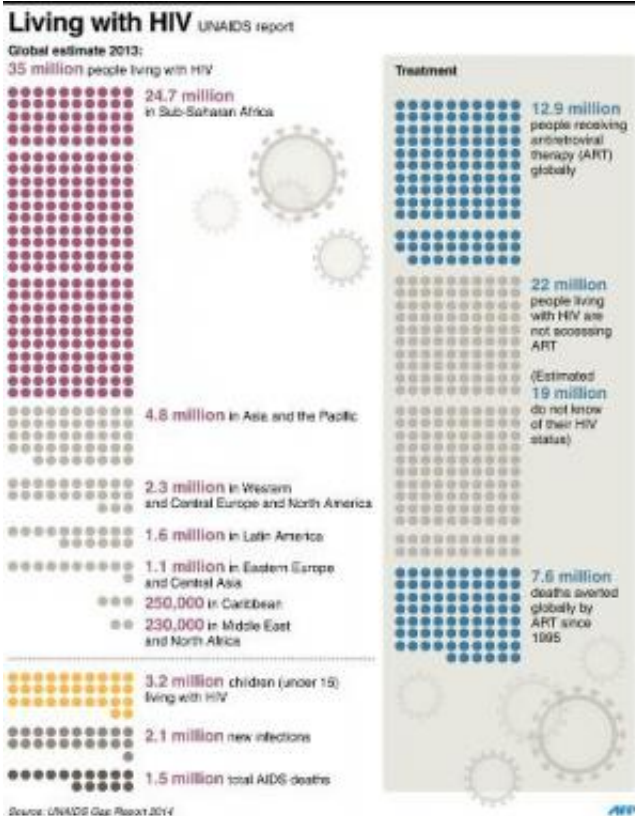 Living with HIV UNAIDS report
Global estimate 2013:
35 million people living with HIV
24.7 million
in Sub-Saharan Africa
4.8 million in Asia and the Pacific
2.3 million in Western
and Central Europe and North America
1.6 million in Latin America
1.1 million in Eastern Europe
and Central Asia
250,000 in Caribbean
230,000 in Middle East
and North Africa
3.2 million children (under 15)
living with HIV
2.1 million new infections
1.5 million total AIDS deaths
Source: UNAIDS Gap Report 2014
Treatment
12.9 million
people receiving
antiretroviral
therapy (ART)
globally
22 million
people living
with HIV are
not accessing
ART
(Estimated
19 million
do not know
of their HIV
status)
7.6 million
deaths averted
globally by
ART since
1995
AFP